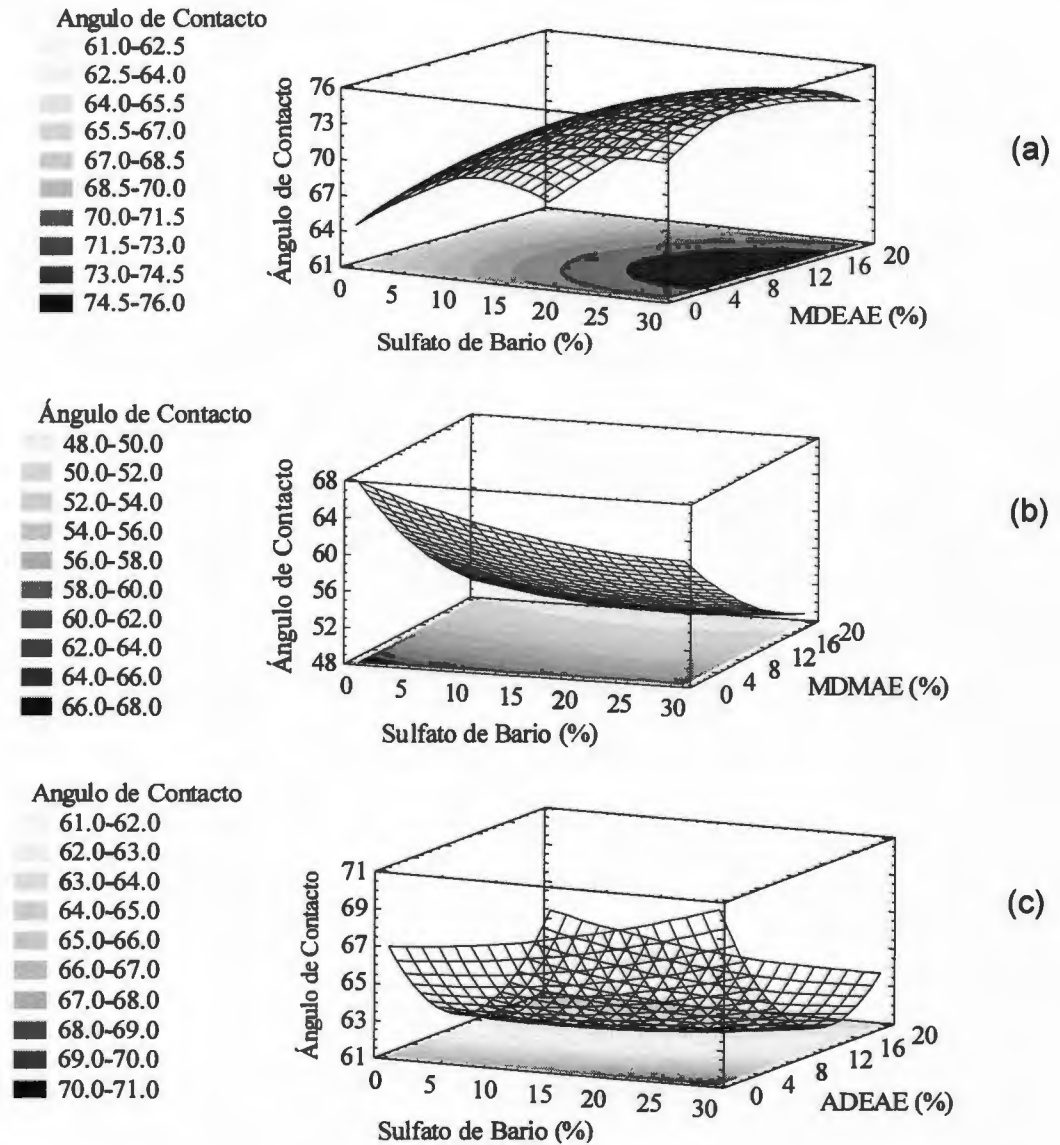 Angulo de Contacto
61.0-62.5
62.5-64.0
64.0-65.5
65.5-67.0
67.0-68.5
68.5-70.0
70.0-71.5
71.5-73.0
73.0-74.5
74.5-76.0
Ángulo de Contacto
76
73
70
67
64
61
0 5 10 15 20 25 30
Sulfato de Bario (%)
0 4 8 12 16 20
MDEAE (%)
(a)
Ángulo de Contacto
48.0-50.0
50.0-52.0
52.0-54.0
54.0-56.0
56.0-58.0
58.0-60.0
60.0-62.0
62.0-64.0
64.0-66.0
66.0-68.0
Ángulo de Contacto
68
64
60
56
52
48
0 5 10 15 20 25 30
Sulfato de Bario (%)
0 4 8 12 16 20
MDMAE (%)
(b)
Angulo de Contacto
61.0-62.0
62.0-63.0
63.0-64.0
64.0-65.0
65.0-66.0
66.0-67.0
67.0-68.0
68.0-69.0
69.0-70.0
70.0-71.0
Ángulo de Contacto
71
69
67
65
63
61
0 5 10 15 20 25 30
Sulfato de Bario (%)
0 4 8 12 16 20
ADEAE (%)
(c)